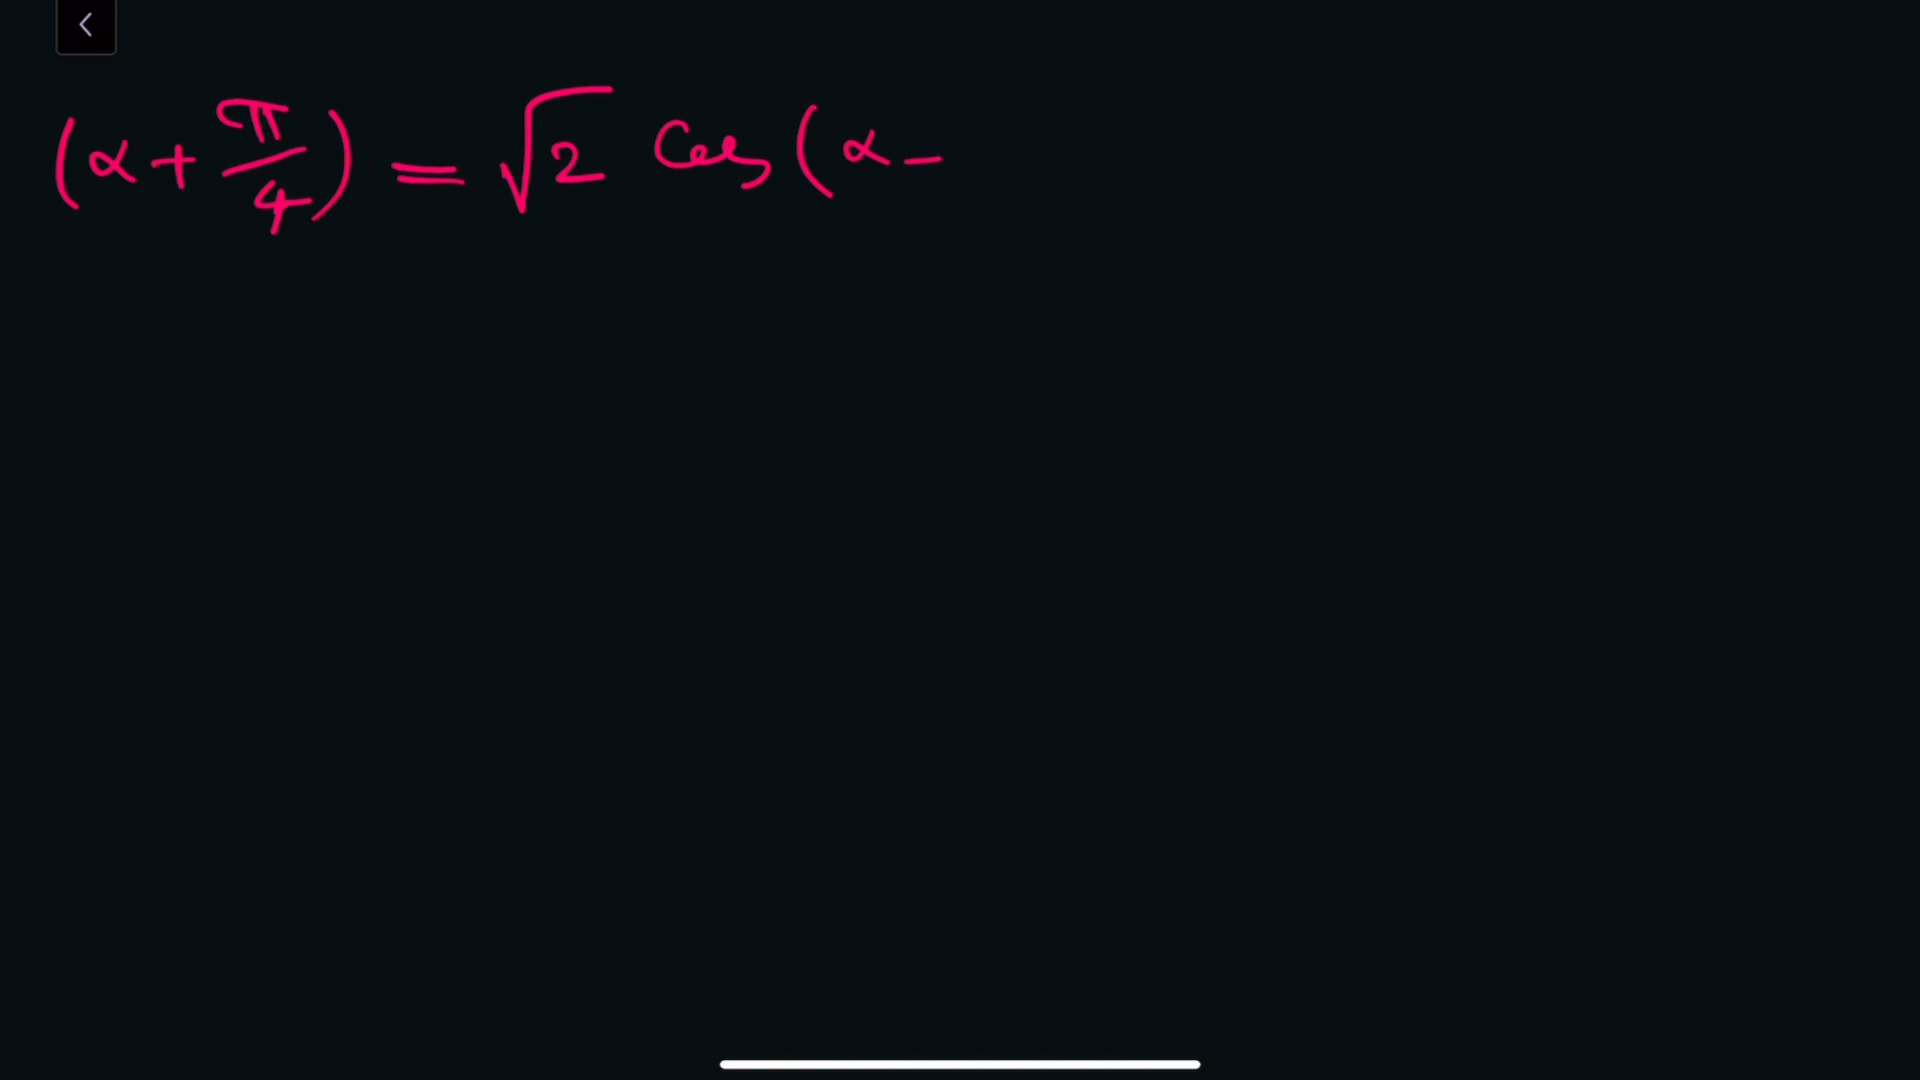 (α + π/4) = √2 Cos (α −